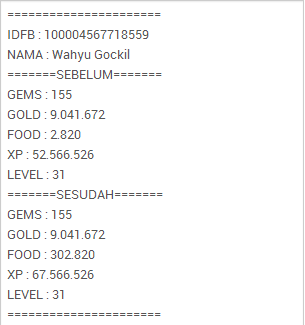 ======================
IDFB : 100004567718559
NAMA : Wahyu Gockil
=======SEBELUM=======
GEMS : 155
GOLD : 9.041.672
FOOD : 2.820
XP : 52.566.526
LEVEL : 31
=======SESUDAH=======
GEMS : 155
GOLD : 9.041.672
FOOD : 302.820
XP : 67.566.526
LEVEL : 31
======================